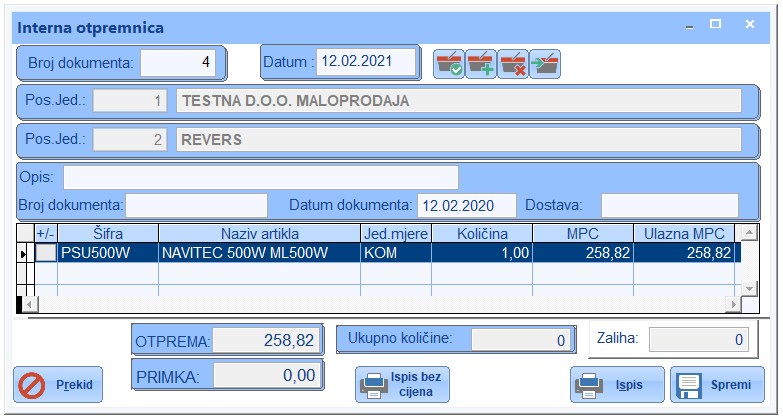 Interna otpremnica
Broj dokumenta: 4 Datum : 12.02.2021
Pos.Jed.: 1 TESTNA D.O.O. MALOPRODAJA
Pos.Jed.: 2 REVERS
Opis:
Broj dokumenta: Datum dokumenta: 12.02.2020 Dostava:
+/- Šifra Naziv artikla Jed.mjere Količina MPC Ulazna MPC
PSU500W NAVITEC 500W ML500W KOM 1,00 258,82 258,82
OTPREMA: 258,82 Ukupno količine: 0 Zaliha: 0
PRIMKA: 0,00
Prekid Ispis bez cijena Ispis Spremi